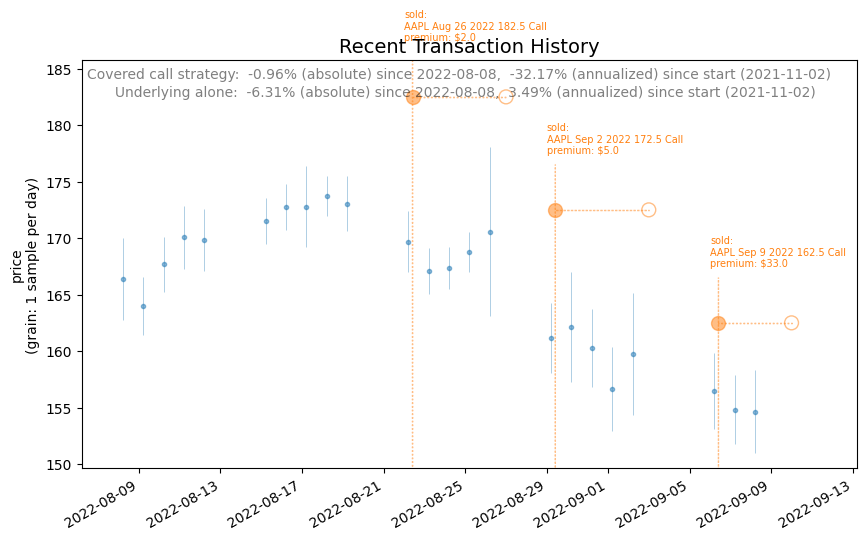 sold:
AAPL Aug 26 2022 182.5 Call
premium: $2.0
Recent Transaction History
Covered call strategy:  -0.96% (absolute) since 2022-08-08,  -32.17% (annualized) since start (2021-11-02)
Underlying alone:  -6.31% (absolute) since 2022-08-08,  3.49% (annualized) since start (2021-11-02)
sold:
AAPL Sep 2 2022 172.5 Call
premium: $5.0
sold:
AAPL Sep 9 2022 162.5 Call
premium: $33.0
price
(grain: 1 sample per day)
185
180
175
170
165
160
155
150
2022-08-09
2022-08-13
2022-08-17
2022-08-21
2022-08-25
2022-08-29
2022-09-01
2022-09-05
2022-09-09
2022-09-13